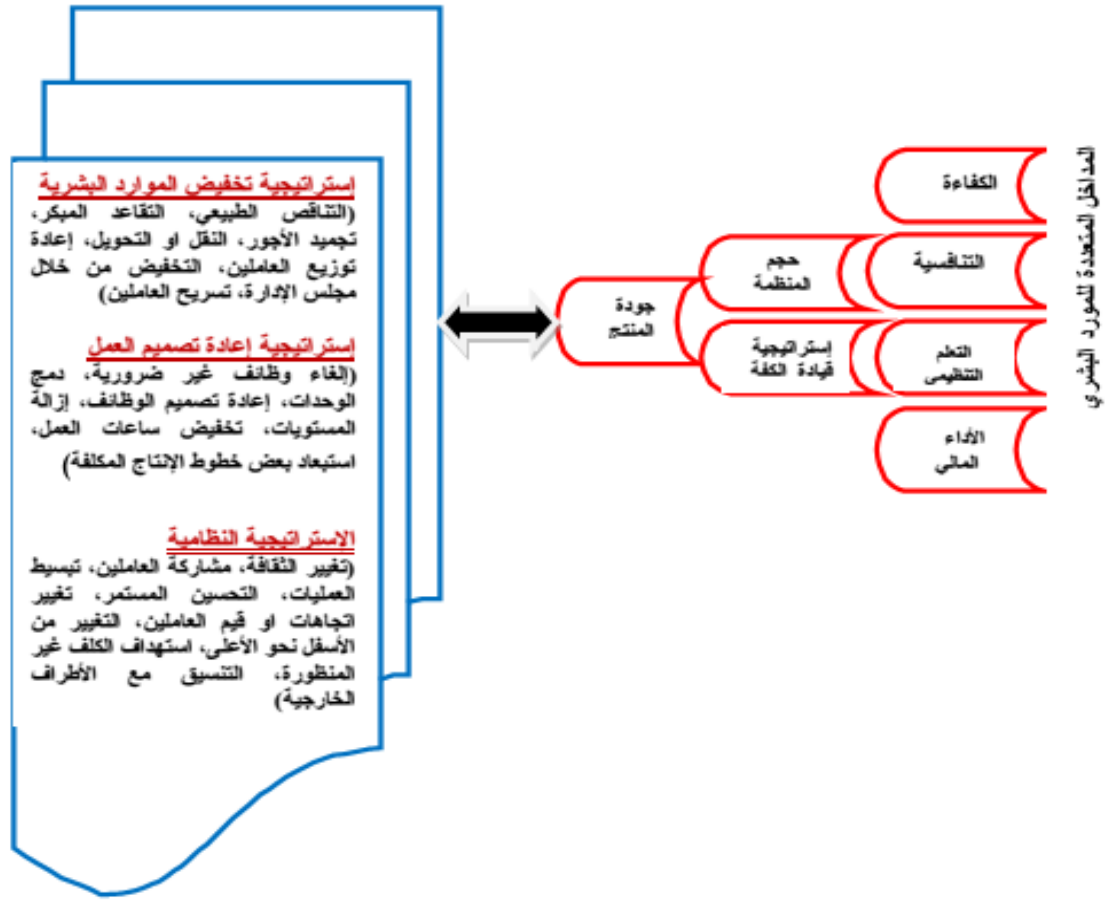 المداخل المتعددة للمورد البشري
الكفاءة
التنافسية
التعلم
التنظيمي
الأداء
المالي
حجم
المنظمة
إستراتيجية
قيادة الكفة
جودة
المنتج
إستراتيجية تخفيض الموارد البشرية
(التناقص الطبيعي، التقاعد المبكر،
تجميد الأجور، النقل او التحويل، إعادة
توزيع العاملين، التخفيض من خلال
مجلس الإدارة، تسريح العاملين)
إستراتيجية إعادة تصميم العمل
(إلغاء وظائف غير ضرورية، دمج
الوحدات، إعادة تصميم الوظائف، إزالة
المستويات، تخفيض ساعات العمل،
استبعاد بعض خطوط الإنتاج المكلفة)
الإستراتيجية النظامية
(تغيير الثقافة، مشاركة العاملين، تبسيط
العمليات، التحسين المستمر، تغيير
اتجاهات او قيم العاملين، التغيير من
الأسفل نحو الأعلى، استهداف الكلف غير
المنظورة، التنسيق مع الأطراف
الخارجية)